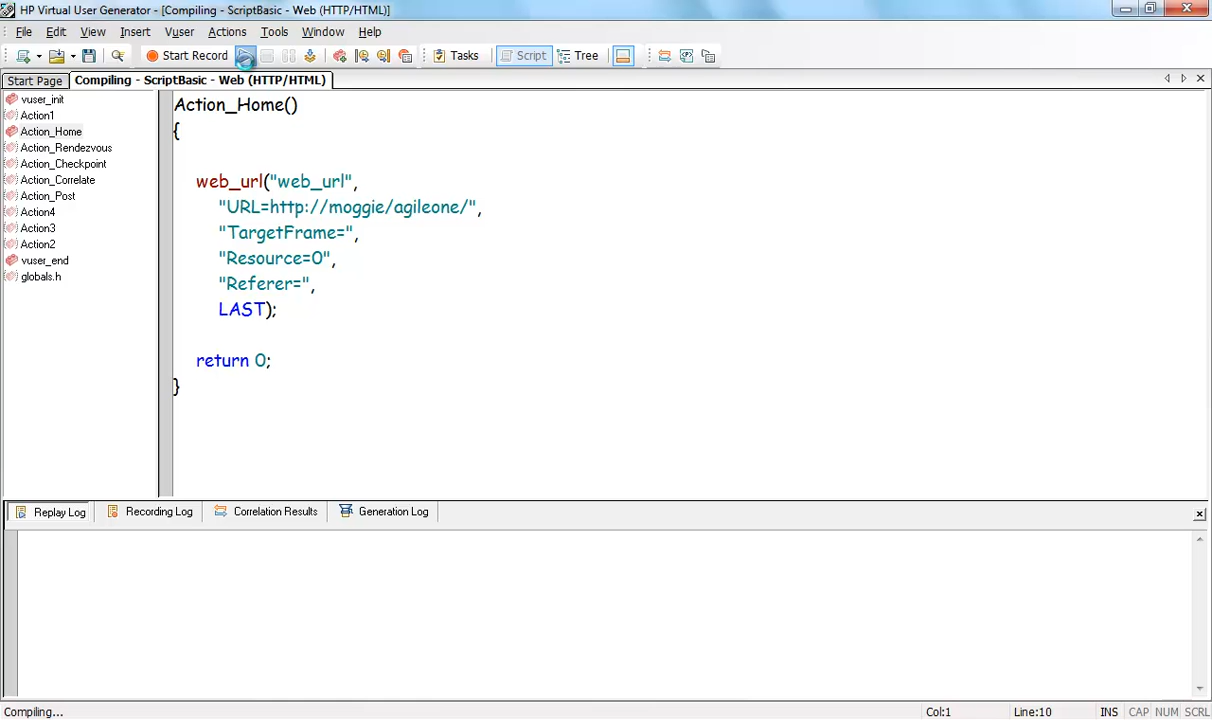 HP Virtual User Generator - [Compiling - ScriptBasic - Web (HTTP/HTML)]
File Edit View Insert Vuser Actions Tools Window Help
Start Record Tasks Script Tree
Start Page Compiling - ScriptBasic - Web (HTTP/HTML)
vuser_init
Action1
Action_Home
Action_Rendezvous
Action_Checkpoint
Action_Correlate
Action_Post
Action4
Action3
Action2
vuser_end
globals.h
Action_Home()
{
web_url("web_url",
"URL=http://moggie/agileone/",
"TargetFrame=",
"Resource=0",
"Referer=",
LAST);
return 0;
}
Replay Log Recording Log Correlation Results Generation Log
Compiling... Col:1 Line:10 INS CAP NUM SCRL